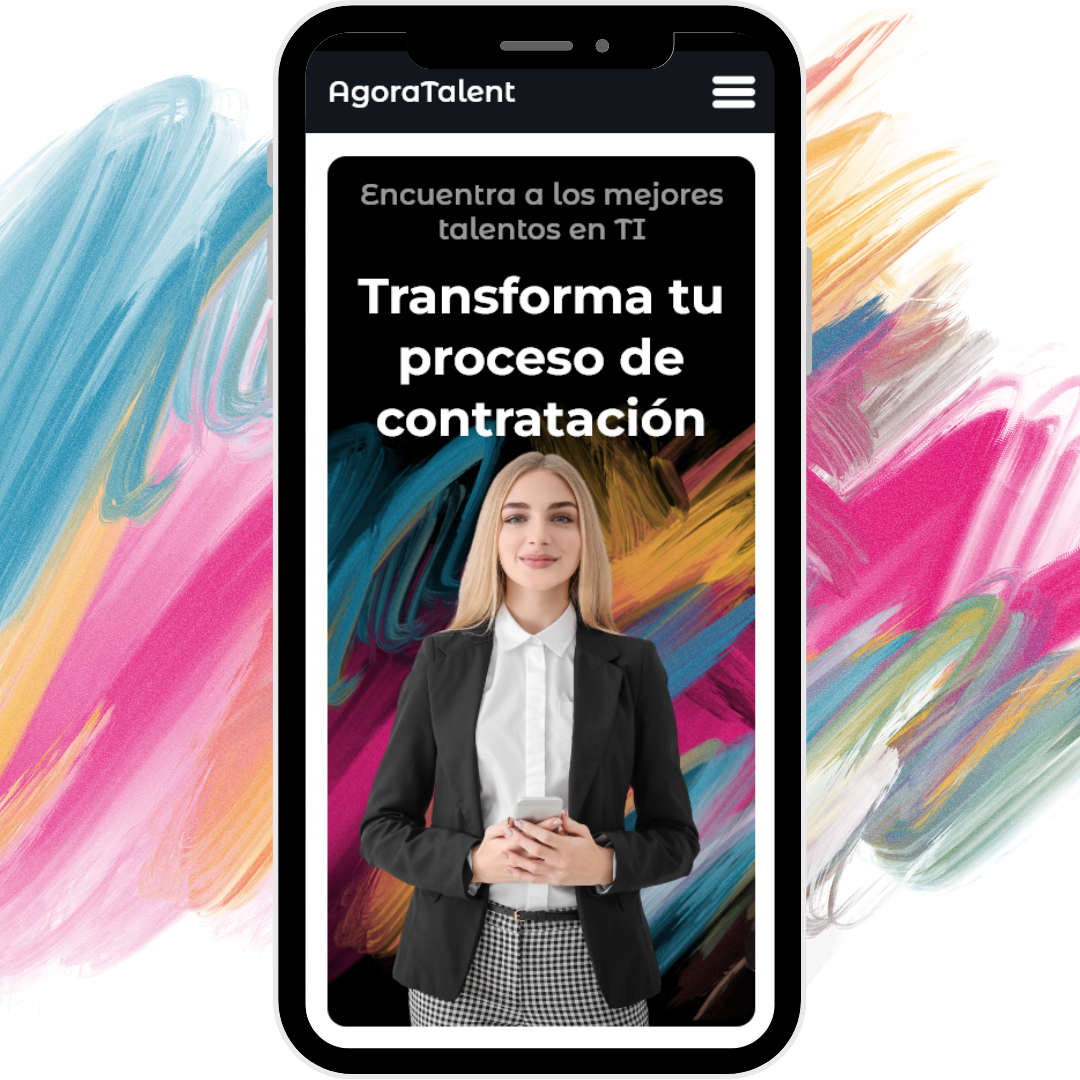 AgoraTalent
Encuentra a los mejores
talentos en TI
Transforma tu
proceso de
contratación